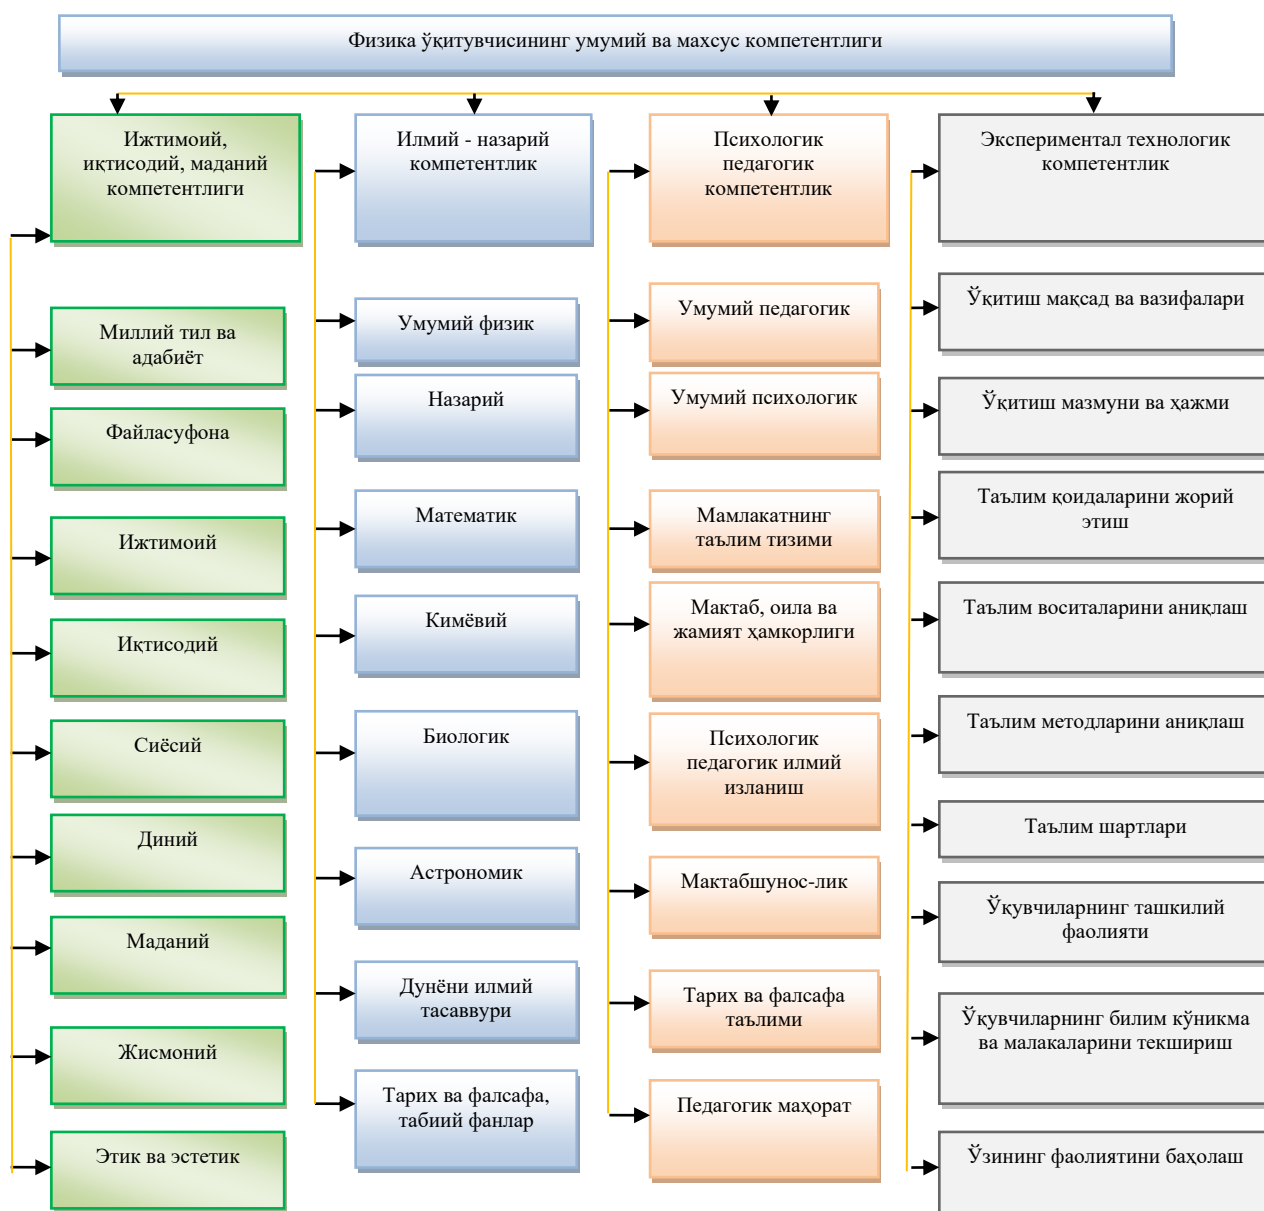 Физика ўқитувчисининг умумий ва махсус компетентлиги
Ижтимоий,
иқтисодий, маданий
компетентлиги
Миллий тил ва
адабиёт
Файласуфона
Ижтимоий
Иқтисодий
Сиёсий
Диний
Маданий
Жисмоний
Этик ва эстетик
Илмий - назарий
компетентлик
Умумий физик
Назарий
Математик
Кимёвий
Биологик
Астрономик
Дунёни илмий
тасаввури
Тарих ва фалсафа,
табиий фанлар
Психологик
педагогик
компетентлик
Умумий педагогик
Умумий психологик
Мамлакатнинг
таълим тизими
Мактаб, оила ва
жамият ҳамкорлиги
Психологик
педагогик илмий
изланиш
Мактабшунос-лик
Тарих ва фалсафа
таълими
Педагогик маҳорат
Экспериментал технологик
компетентлик
Ўқитиш мақсад ва вазифалари
Ўқитиш мазмуни ва ҳажми
Таълим қоидаларини жорий
этиш
Таълим воситаларини аниқлаш
Таълим методларини аниқлаш
Таълим шартлари
Ўқувчиларнинг ташкилий
фаолияти
Ўқувчиларнинг билим кўникма
ва малакаларини текшириш
Ўзининг фаолиятини баҳолаш